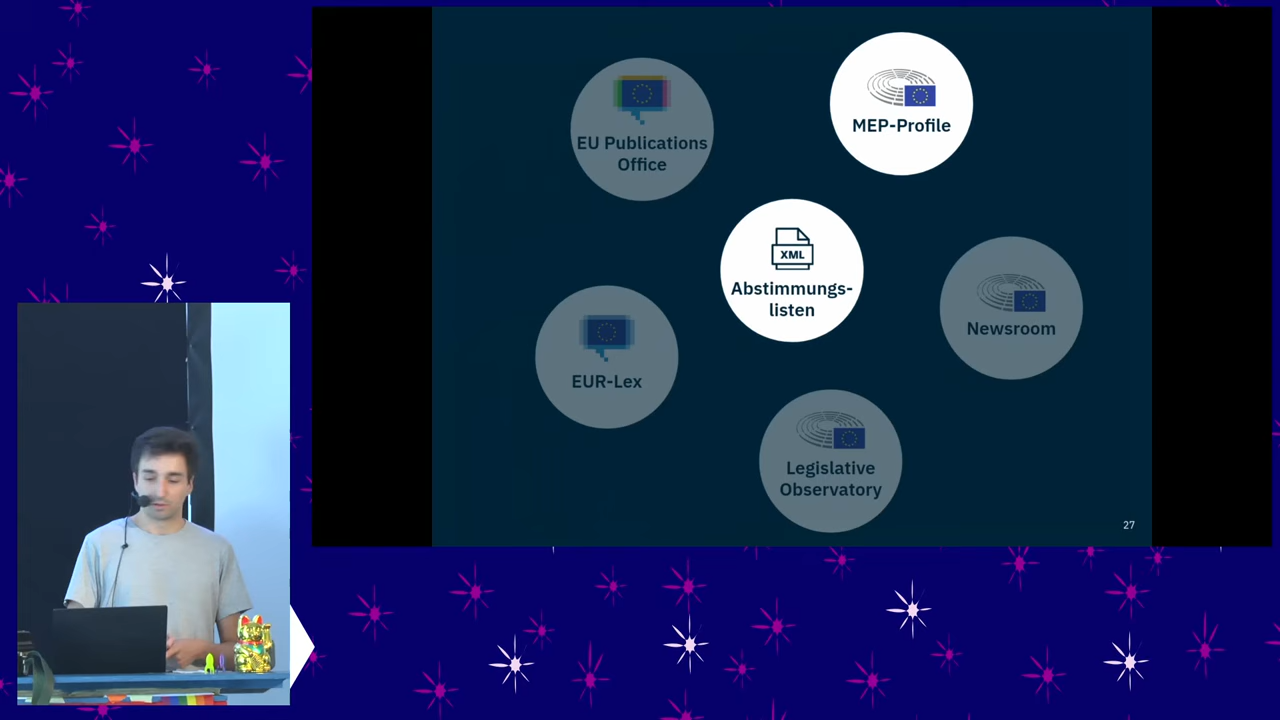 EU Publications
Office
MEP-Profile
XML
Abstimmungs-
listen
Newsroom
EUR-Lex
Legislative
Observatory
27